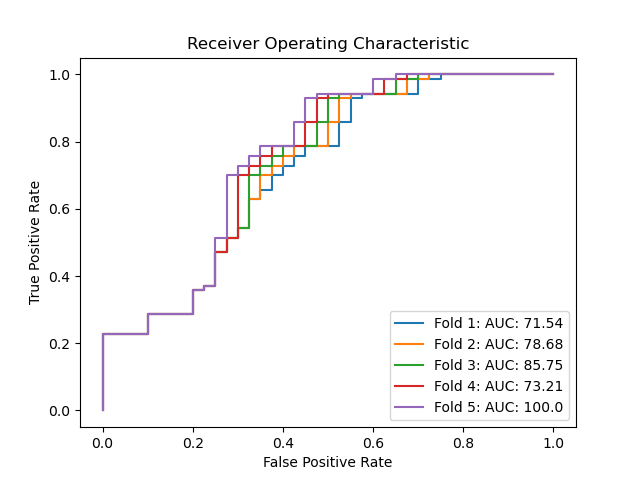 Receiver Operating Characteristic
True Positive Rate
1.0
0.8
0.6
0.4
0.2
0.0
Fold 1: AUC: 71.54
Fold 2: AUC: 78.68
Fold 3: AUC: 85.75
Fold 4: AUC: 73.21
Fold 5: AUC: 100.0
0.0 0.2 0.4 0.6 0.8 1.0
False Positive Rate